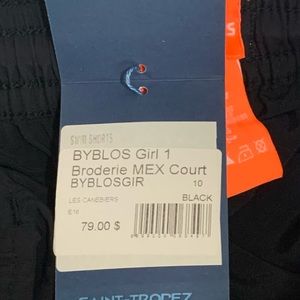 SWIM SHORTS
BYBLOS Girl 1
Broderie MEX Court
BYBLOSGIR 10
LES CANEBIERS BLACK
E16
79.00 $
SAINT-TROPEZ